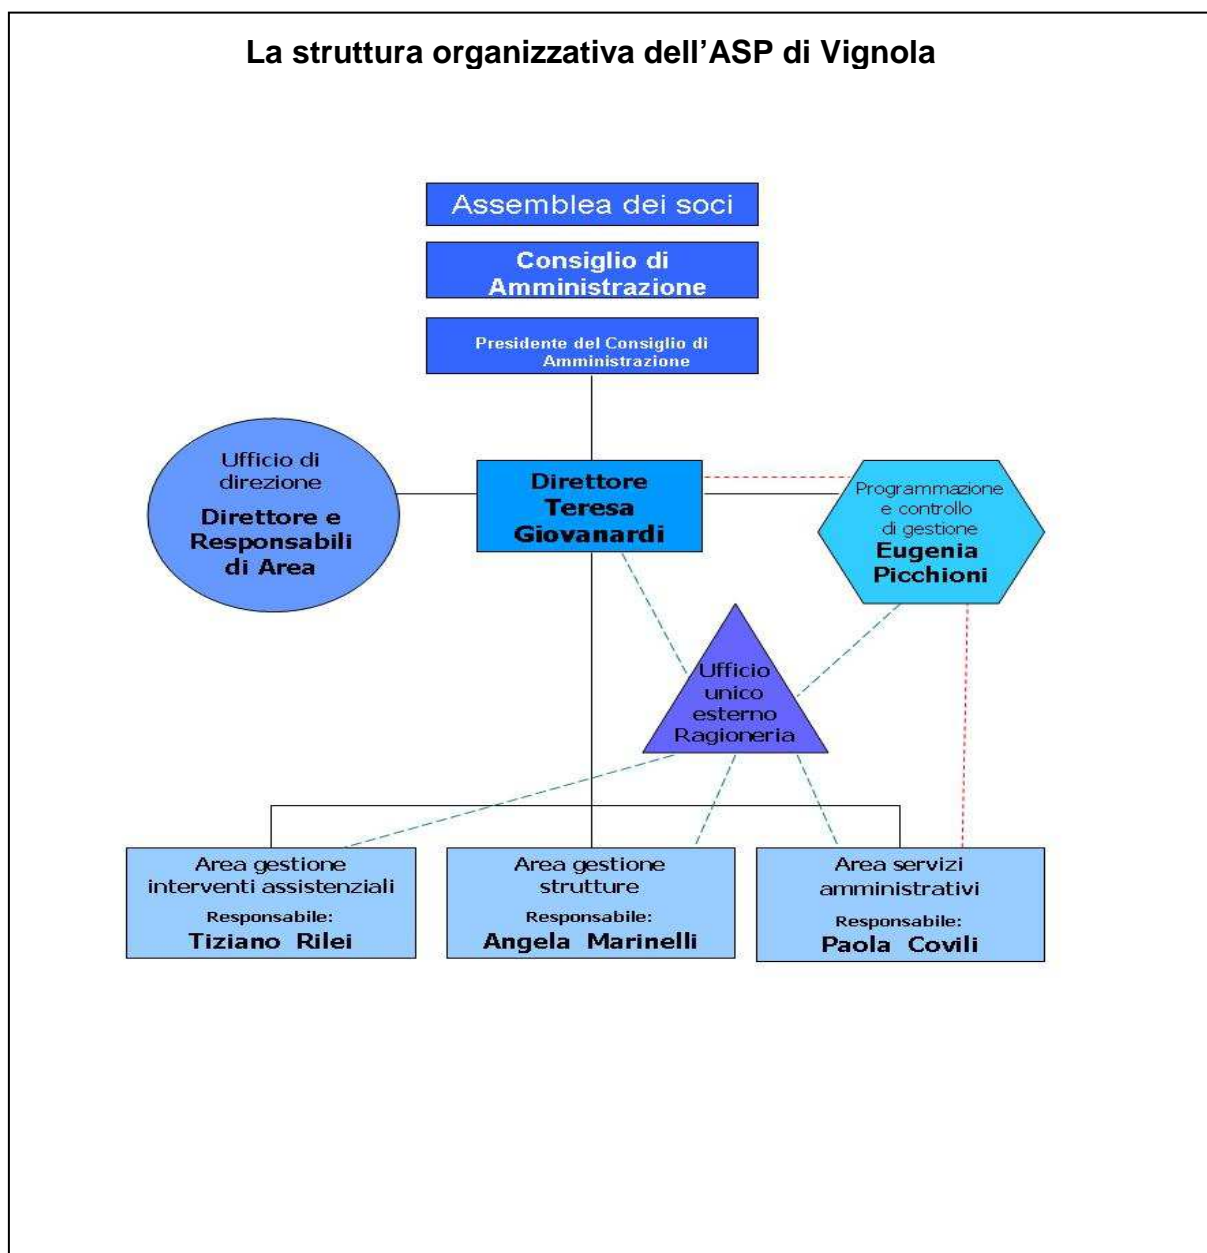 La struttura organizzativa dell’ASP di Vignola
Assemblea dei soci
Consiglio di
Amministrazione
Presidente del Consiglio di
Amministrazione
Ufficio di
direzione
Direttore e
Responsabili
di Area
Direttore
Teresa
Giovanardi
Programmazione
e controllo
di gestione
Eugenia
Picchioni
Ufficio
unico
esterno
Ragioneria
Area gestione
interventi assistenziali
Responsabile:
Tiziano Rilei
Area gestione
strutture
Responsabile:
Angela Marinelli
Area servizi
amministrativi
Responsabile:
Paola Covili